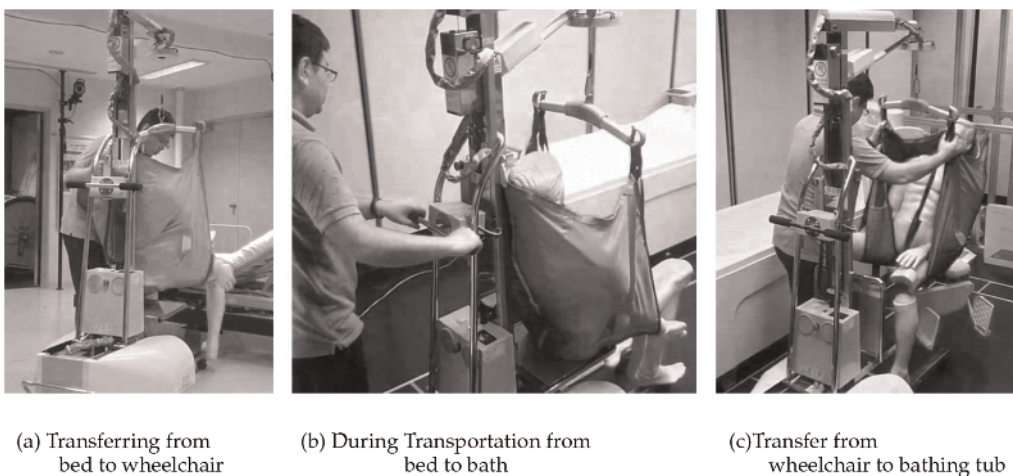 (a) Transferring from
bed to wheelchair
(b) During Transportation from
bed to bath
(c)Transfer from
wheelchair to bathing tub